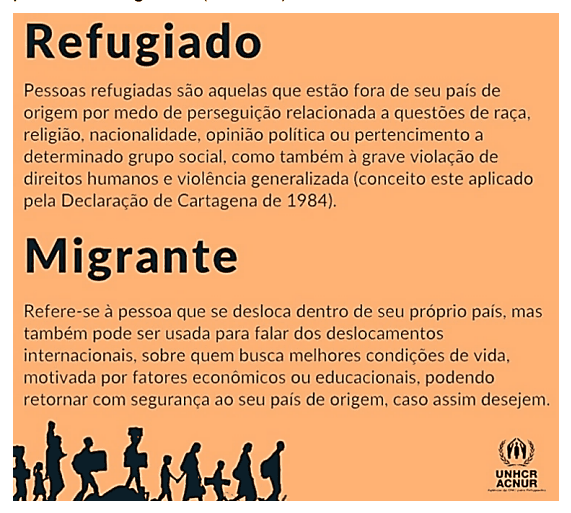 Refugiado
Pessoas refugiadas são aquelas que estão fora de seu país de
origem por medo de perseguição relacionada a questões de raça,
religião, nacionalidade, opinião política ou pertencimento a
determinado grupo social, como também à grave violação de
direitos humanos e violência generalizada (conceito este aplicado
pela Declaração de Cartagena de 1984).
Migrante
Refere-se à pessoa que se desloca dentro de seu próprio país, mas
também pode ser usada para falar dos deslocamentos
internacionais, sobre quem busca melhores condições de vida,
motivada por fatores econômicos ou educacionais, podendo
retornar com segurança ao seu país de origem, caso assim desejem.
UNHCR
ACNUR